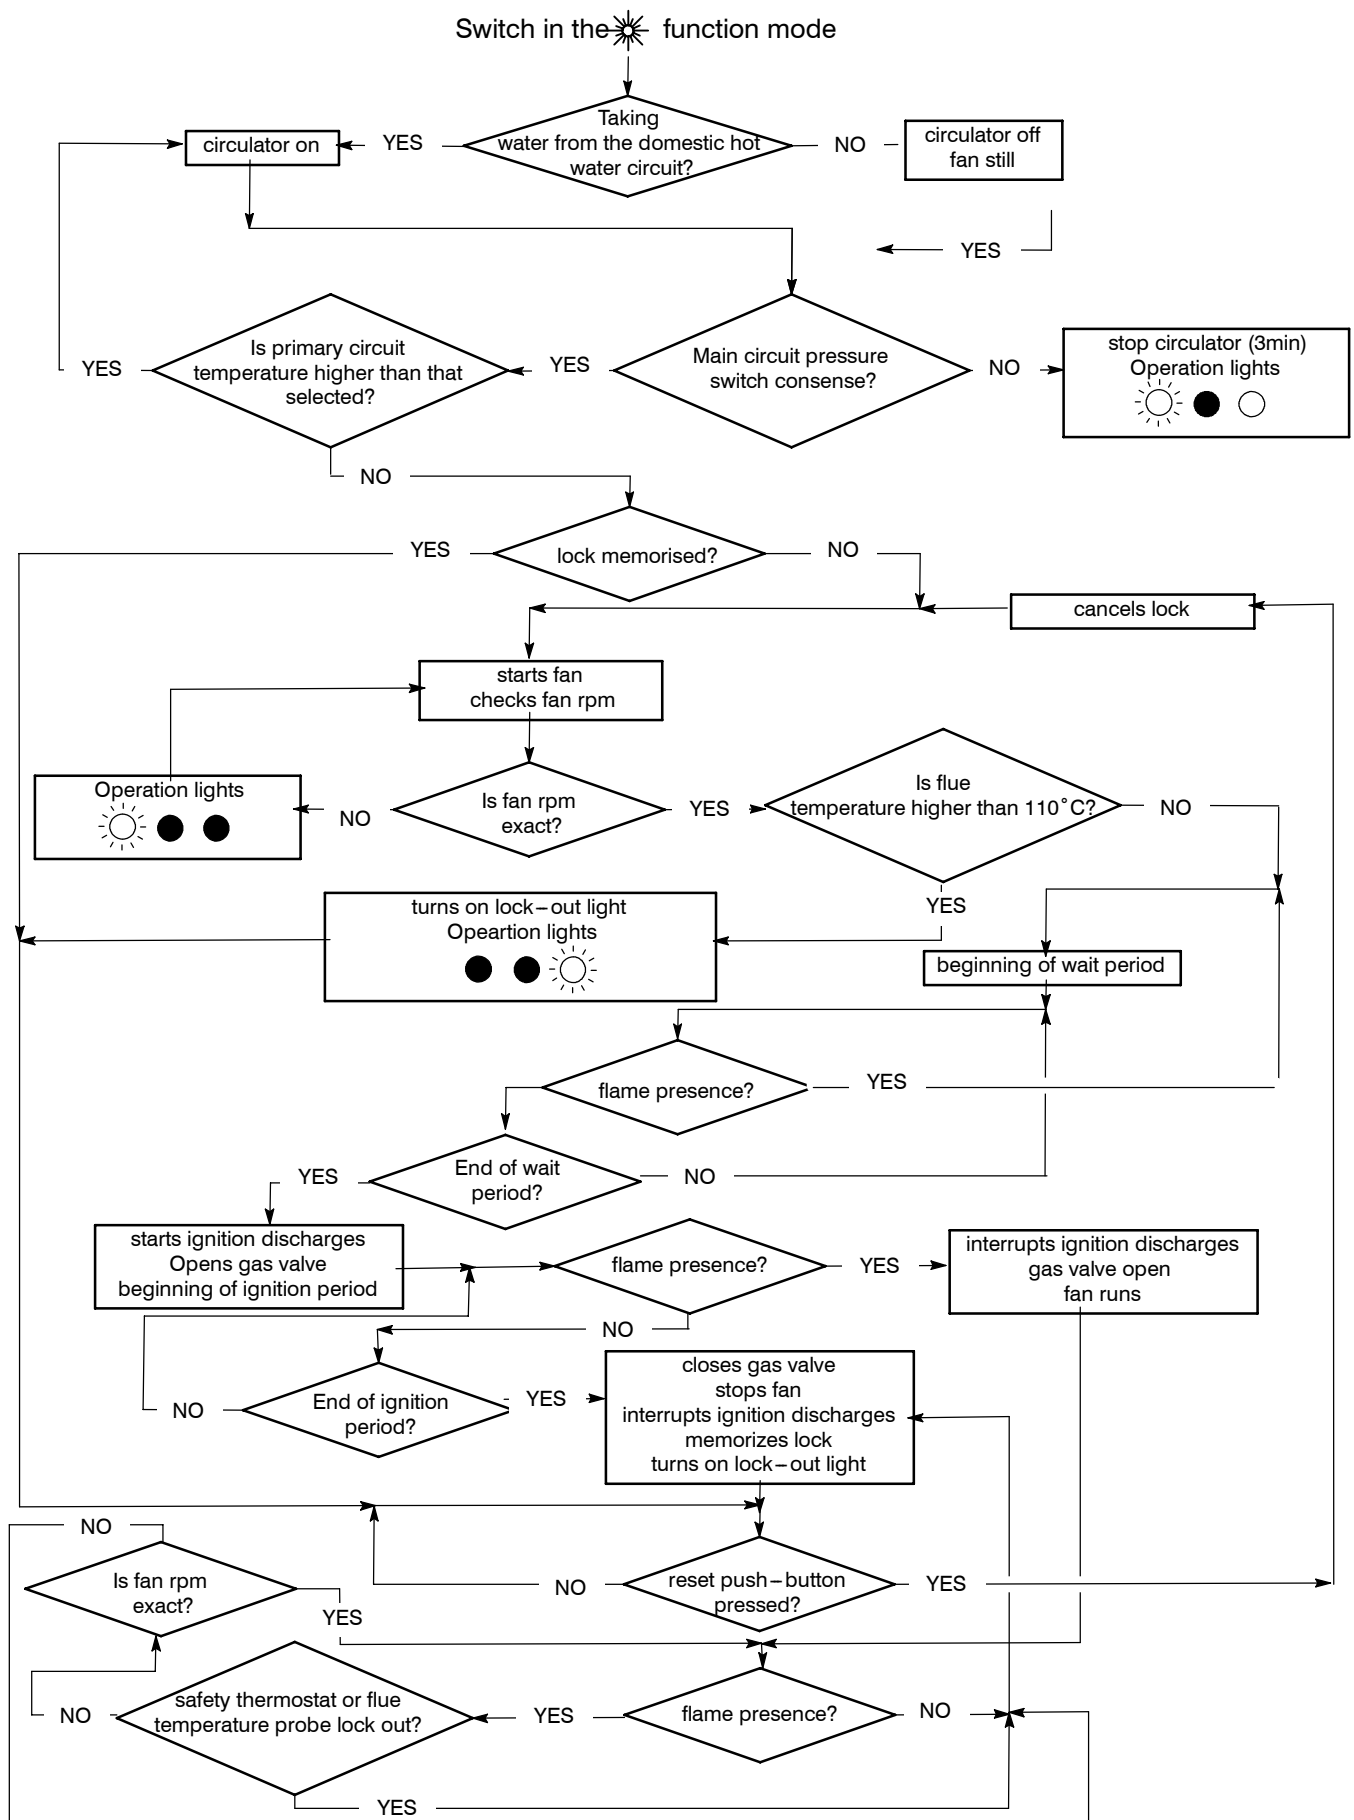 Switch in the function mode
Taking
water from the domestic hot
water circuit?
YES
circulator on
NO
circulator off
fan still
YES
Is primary circuit
temperature higher than that
selected?
YES
YES
Main circuit pressure
switch consense?
NO
stop circulator (3min)
Operation lights
NO
YES
lock memorised?
NO
cancels lock
starts fan
checks fan rpm
Operation lights
NO
Is fan rpm
exact?
YES
Is flue
temperature higher than 110°C?
NO
YES
turns on lock-out light
Opeartion lights
beginning of wait period
flame presence?
YES
YES
End of wait
period?
NO
starts ignition discharges
Opens gas valve
beginning of ignition period
flame presence?
YES
interrupts ignition discharges
gas valve open
fan runs
NO
NO
End of ignition
period?
YES
closes gas valve
stops fan
interrupts ignition discharges
memorizes lock
turns on lock-out light
NO
Is fan rpm
exact?
YES
NO
reset push-button
pressed?
YES
NO
safety thermostat or flue
temperature probe lock out?
YES
flame presence?
NO
YES